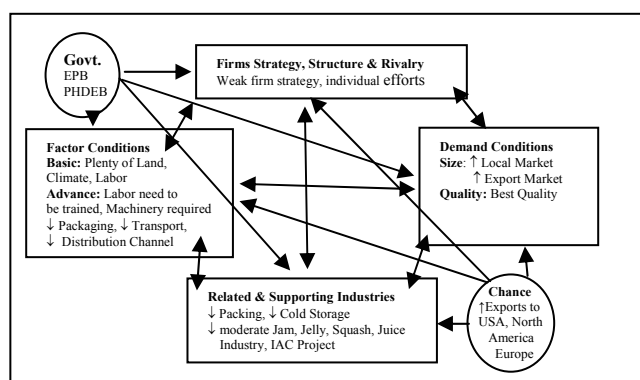 Govt.
EPB
PHDEB
Firms Strategy, Structure & Rivalry
Weak firm strategy, individual efforts
Factor Conditions
Basic: Plenty of Land,
Climate, Labor
Advance: Labor need to
be trained, Machinery required
↓ Packaging, ↓ Transport,
↓ Distribution Channel
Demand Conditions
Size: ↑ Local Market
↑ Export Market
Quality: Best Quality
Related & Supporting Industries
↓ Packing, ↓ Cold Storage
↓ moderate Jam, Jelly, Squash, Juice
Industry, IAC Project
Chance
↑Exports to
USA, North
America
Europe